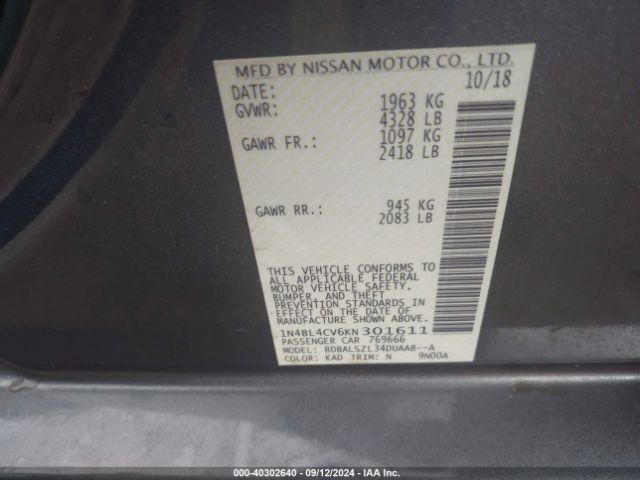 MFD BY NISSAN MOTOR CO., LTD.
DATE: 10/18
GVWR: 1963 KG
4328 LB
GAWR FR.: 1097 KG
2418 LB
GAWR RR.: 945 KG
2083 LB
THIS VEHICLE CONFORMS TO
ALL APPLICABLE FEDERAL
MOTOR VEHICLE SAFETY,
BUMPER, AND THEFT
PREVENTION STANDARDS IN
EFFECT ON THE DATE OF
MANUFACTURE SHOWN ABOVE.
1N4BL4CV6KN301611
PASSENGER CAR 769666
MODEL: BDBALSZL34DUAAB--A
COLOR: KAD TRIM: N 9N00A
000-40302640 - 09/12/2024 - IAA Inc.